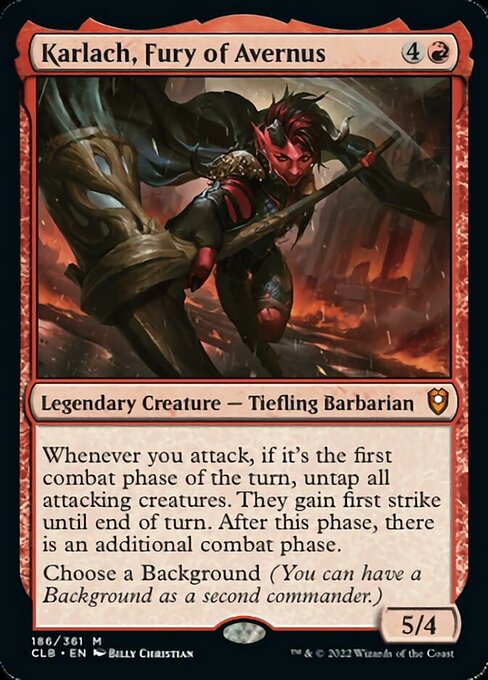 Karlach, Fury of Avernus 4
Legendary Creature — Tiefling Barbarian
Whenever you attack, if it's the first
combat phase of the turn, untap all
attacking creatures. They gain first strike
until end of turn. After this phase, there
is an additional combat phase.
Choose a Background (You can have a
Background as a second commander.)
5/4
186/361 M
CLB • EN Billy Christian
™ & © 2022 Wizards of the Coast